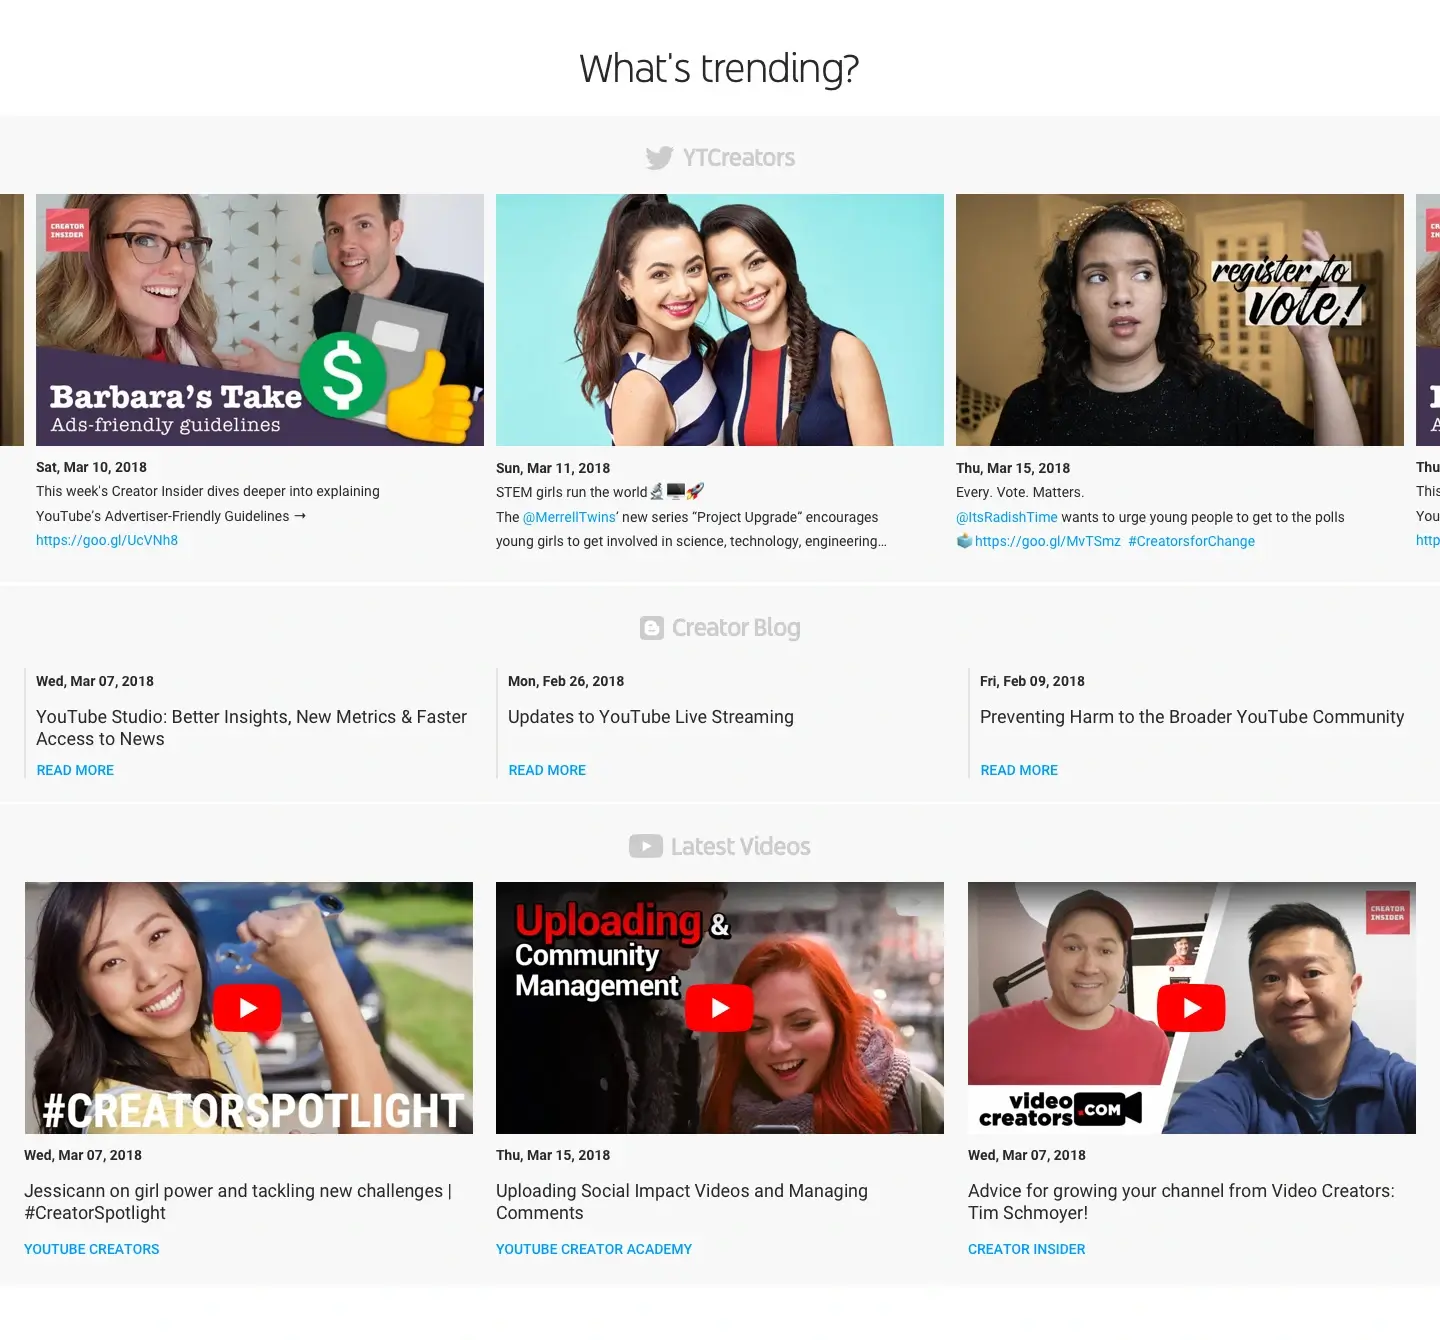 What's trending?
YTCreators
CREATOR
INSIDER
Barbara's Take
Ads-friendly guidelines
Sat, Mar 10, 2018
This week's Creator Insider dives deeper into explaining
YouTube's Advertiser-Friendly Guidelines →
https://goo.gl/UcVNh8
Sun, Mar 11, 2018
STEM girls run the world🔬🖥️🚀
The @MerrellTwins’ new series “Project Upgrade” encourages
young girls to get involved in science, technology, engineering...
register to
vote!
Thu, Mar 15, 2018
Every. Vote. Matters.
@ItsRadishTime wants to urge young people to get to the polls
🗳️https://goo.gl/MvTSmz #CreatorsforChange
Thu
This
You
http
Creator Blog
Wed, Mar 07, 2018
YouTube Studio: Better Insights, New Metrics & Faster
Access to News
READ MORE
Mon, Feb 26, 2018
Updates to YouTube Live Streaming
READ MORE
Fri, Feb 09, 2018
Preventing Harm to the Broader YouTube Community
READ MORE
Latest Videos
#CREATORSPOTLIGHT
Wed, Mar 07, 2018
Jessicann on girl power and tackling new challenges |
#CreatorSpotlight
YOUTUBE CREATORS
Uploading &
Community
Management
Thu, Mar 15, 2018
Uploading Social Impact Videos and Managing
Comments
YOUTUBE CREATOR ACADEMY
CREATOR
INSIDER
video
creators.COM
Wed, Mar 07, 2018
Advice for growing your channel from Video Creators:
Tim Schmoyer!
CREATOR INSIDER